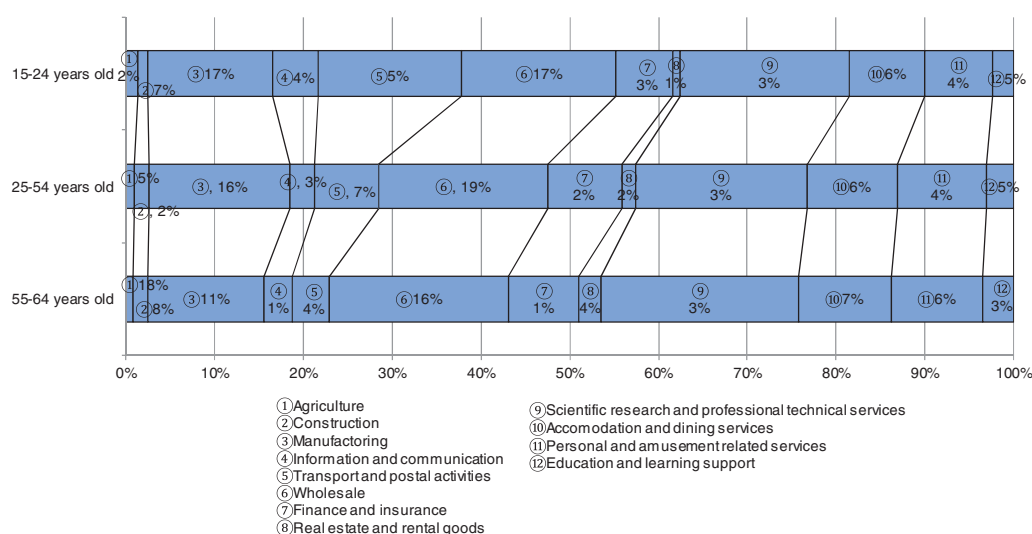 15-24 years old
① 2%
② 7%
③17%
④4%
⑤5%
⑥17%
⑦ 3%
⑧ 1%
⑨ 3%
⑩6%
⑪ 4%
⑫5%
25-54 years old
①5%
②, 2%
③, 16%
④, 3%
⑤, 7%
⑥, 19%
⑦ 2%
⑧ 2%
⑨ 3%
⑩6%
⑪ 4%
⑫5%
55-64 years old
①18%
②8%
③11%
④ 1%
⑤ 4%
⑥16%
⑦ 1%
⑧ 4%
⑨ 3%
⑩7%
⑪6%
⑫ 3%
0% 10% 20% 30% 40% 50% 60% 70% 80% 90% 100%
①Agriculture
②Construction
③Manufactoring
④Information and communication
⑤Transport and postal activities
⑥Wholesale
⑦Finance and insurance
⑧Real estate and rental goods
⑨Scientific research and professional technical services
⑩Accomodation and dining services
⑪Personal and amusement related services
⑫Education and learning support